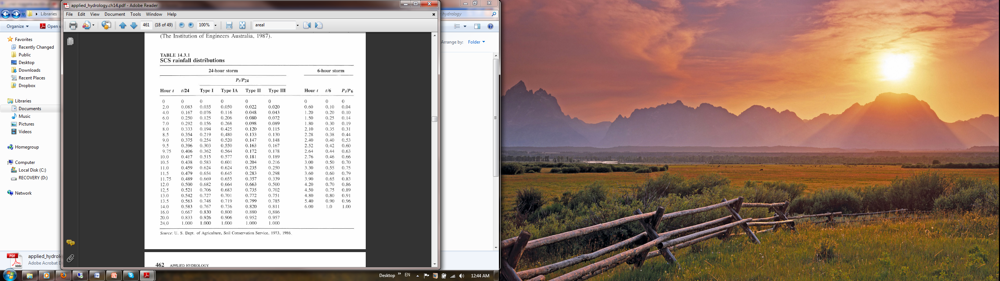 applied_hydrology.ch14.pdf - Adobe Reader
File Edit View Document Tools Window Help
461 (18 of 49) 100% areal
Libraries
hydrology
Organize Open
Arrange by: Folder
Favorites
Recently Changed
Public
Desktop
Downloads
Recent Places
Dropbox
Libraries
Documents
Music
Pictures
Videos
Homegroup
Computer
Local Disk (C:)
RECOVERY (D:)
Network
(The Institution of Engineers Australia, 1987).
TABLE 14.3.1
SCS rainfall distributions
24-hour storm 6-hour storm
Pt/P24
Hour t t/24 Type I Type IA Type II Type III Hour t t/6 Pt/P6
0 0 0 0 0 0 0 0 0
2.0 0.083 0.035 0.050 0.022 0.020 0.60 0.10 0.04
4.0 0.167 0.076 0.116 0.048 0.043 1.20 0.20 0.10
6.0 0.250 0.125 0.206 0.080 0.072 1.50 0.25 0.14
7.0 0.292 0.156 0.268 0.098 0.089 1.80 0.30 0.19
8.0 0.333 0.194 0.425 0.120 0.115 2.10 0.35 0.31
8.5 0.354 0.219 0.480 0.133 0.130 2.28 0.38 0.44
9.0 0.375 0.254 0.520 0.147 0.148 2.40 0.40 0.53
9.5 0.396 0.303 0.550 0.163 0.167 2.52 0.42 0.60
9.75 0.406 0.362 0.564 0.172 0.178 2.64 0.44 0.63
10.0 0.417 0.515 0.577 0.181 0.189 2.76 0.46 0.66
10.5 0.438 0.583 0.601 0.204 0.216 3.00 0.50 0.70
11.0 0.459 0.624 0.624 0.235 0.250 3.30 0.55 0.75
11.5 0.479 0.654 0.645 0.283 0.298 3.60 0.60 0.79
11.75 0.489 0.669 0.655 0.357 0.339 3.90 0.65 0.83
12.0 0.500 0.682 0.664 0.663 0.500 4.20 0.70 0.86
12.5 0.521 0.706 0.683 0.735 0.702 4.50 0.75 0.89
13.0 0.542 0.727 0.701 0.772 0.751 4.80 0.80 0.91
13.5 0.563 0.748 0.719 0.799 0.785 5.40 0.90 0.96
14.0 0.583 0.767 0.736 0.820 0.811 6.00 1.0 1.00
16.0 0.667 0.830 0.800 0.880 0.886
20.0 0.833 0.926 0.906 0.952 0.957
24.0 1.000 1.000 1.000 1.000 1.000
Source: U. S. Dept. of Agriculture, Soil Conservation Service, 1973, 1986.
462 APPLIED HYDROLOGY
PDF
Adobe
applied_hydrol
Adobe Acrobat D
Desktop » EN 12:44 AM